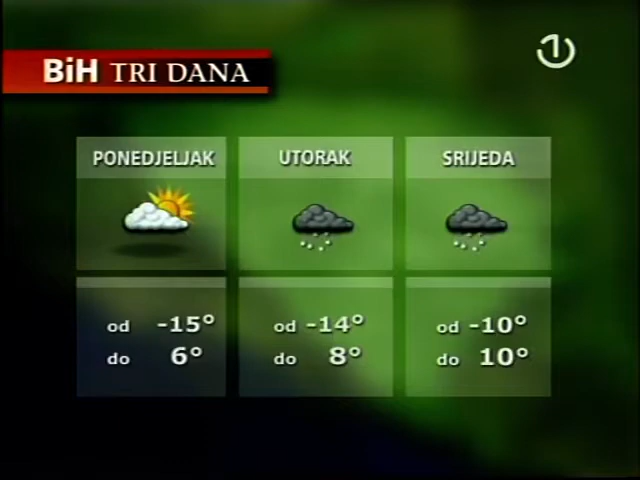 BiH TRI DANA
1
PONEDJELJAK
od -15°
do 6°
UTORAK
od -14°
do 8°
SRIJEDA
od -10°
do 10°